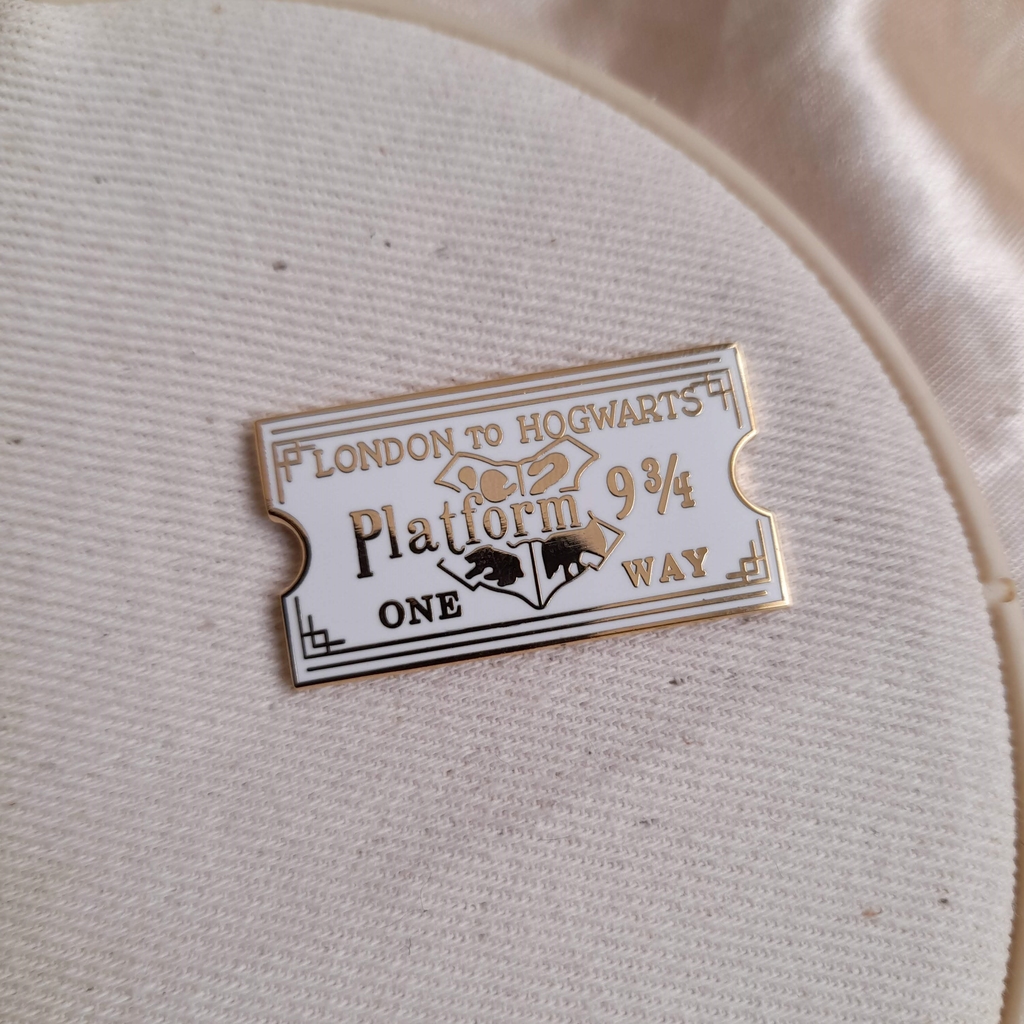 LONDON TO HOGWARTS
Platform 9 ¾
ONE WAY